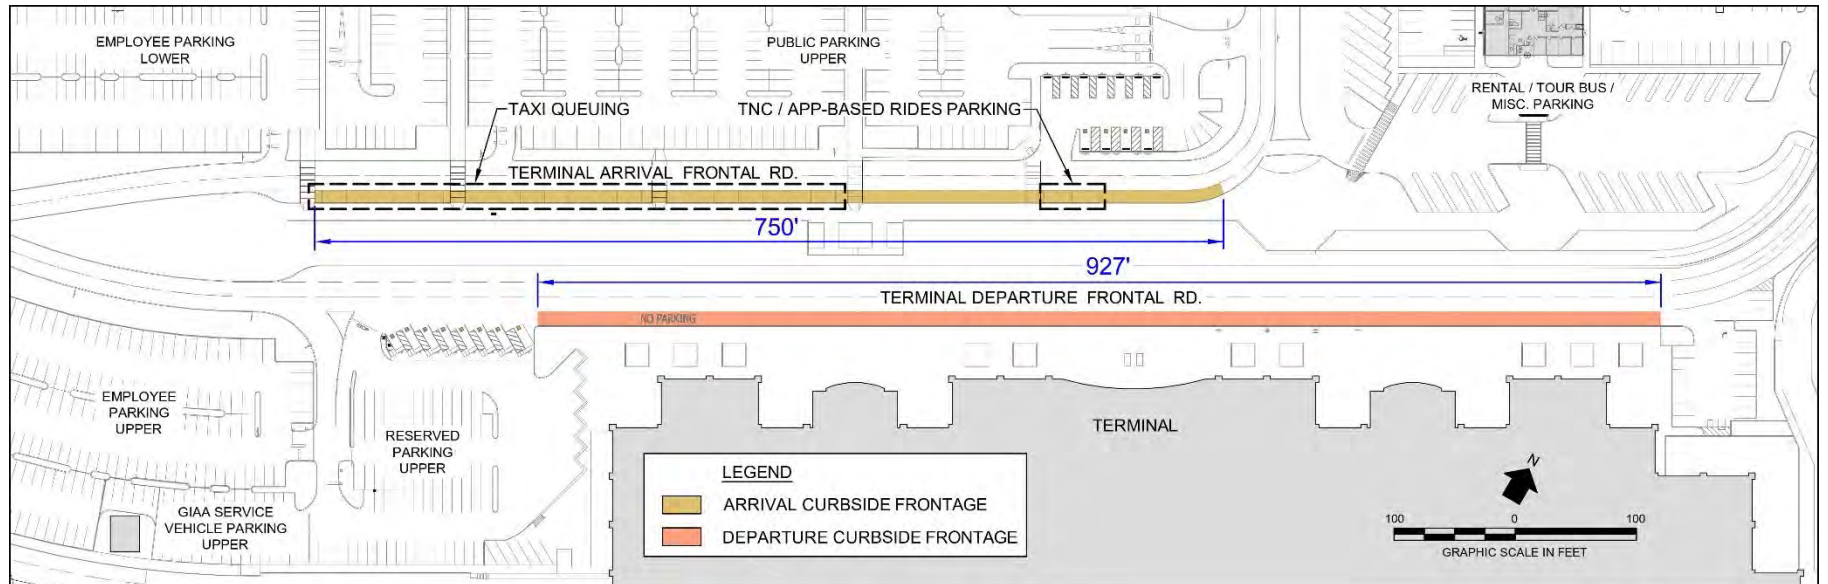 EMPLOYEE PARKING
LOWER
PUBLIC PARKING
UPPER
RENTAL / TOUR BUS /
MISC. PARKING
TAXI QUEUING
TNC / APP-BASED RIDES PARKING
TERMINAL ARRIVAL FRONTAL RD.
750'
927'
TERMINAL DEPARTURE FRONTAL RD.
NO PARKING
EMPLOYEE
PARKING
UPPER
RESERVED
PARKING
UPPER
TERMINAL
GIAA SERVICE
VEHICLE PARKING
UPPER
LEGEND
ARRIVAL CURBSIDE FRONTAGE
DEPARTURE CURBSIDE FRONTAGE
N
100
0
100
GRAPHIC SCALE IN FEET